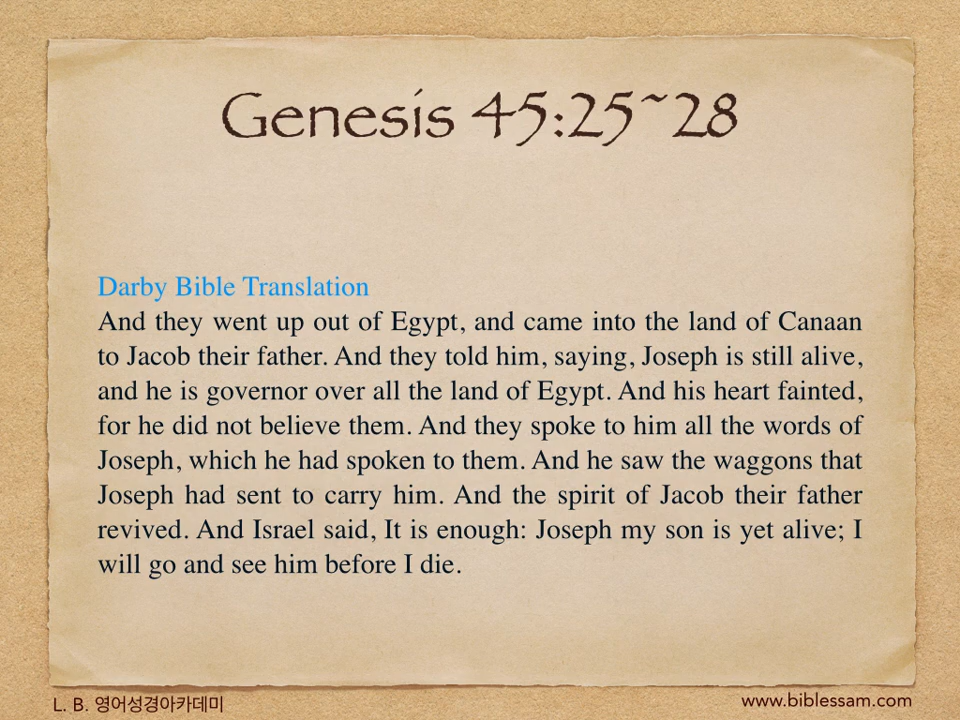 Genesis 45:25~28
Darby Bible Translation
And they went up out of Egypt, and came into the land of Canaan
to Jacob their father. And they told him, saying, Joseph is still alive,
and he is governor over all the land of Egypt. And his heart fainted,
for he did not believe them. And they spoke to him all the words of
Joseph, which he had spoken to them. And he saw the waggons that
Joseph had sent to carry him. And the spirit of Jacob their father
revived. And Israel said, It is enough: Joseph my son is yet alive; I
will go and see him before I die.
L. B. 영어성경아카데미
www.biblessam.com